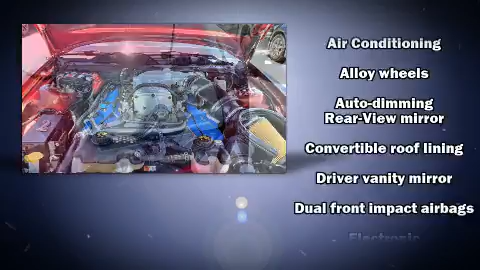 Air Conditioning
Alloy wheels
Auto-dimming
Rear-View mirror
Convertible roof lining
Driver vanity mirror
Dual front impact airbags
Electronic